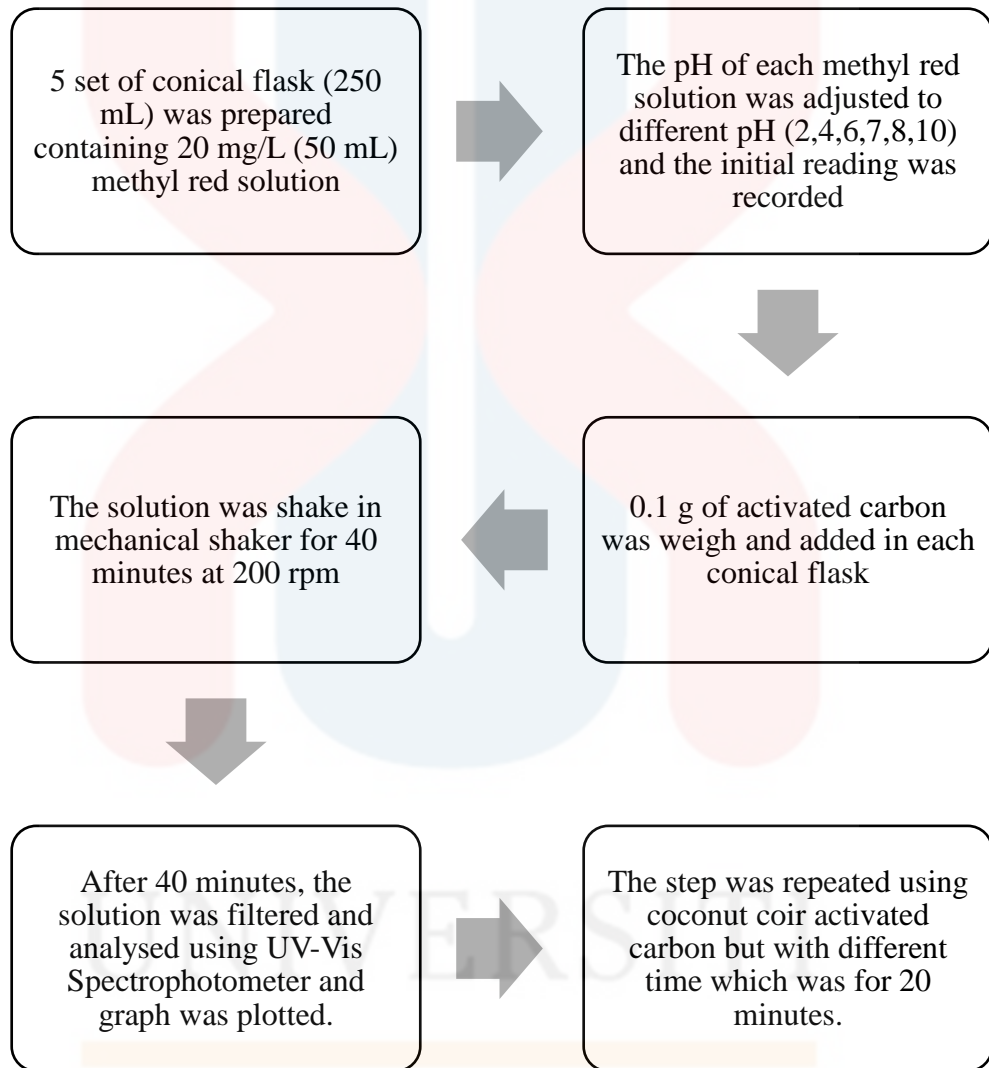 5 set of conical flask (250
mL) was prepared
containing 20 mg/L (50 mL)
methyl red solution
The pH of each methyl red
solution was adjusted to
different pH (2,4,6,7,8,10)
and the initial reading was
recorded
0.1 g of activated carbon
was weigh and added in each
conical flask
The solution was shake in
mechanical shaker for 40
minutes at 200 rpm
After 40 minutes, the
solution was filtered and
analysed using UV-Vis
Spectrophotometer and
graph was plotted.
The step was repeated using
coconut coir activated
carbon but with different
time which was for 20
minutes.
UNIVERSITI